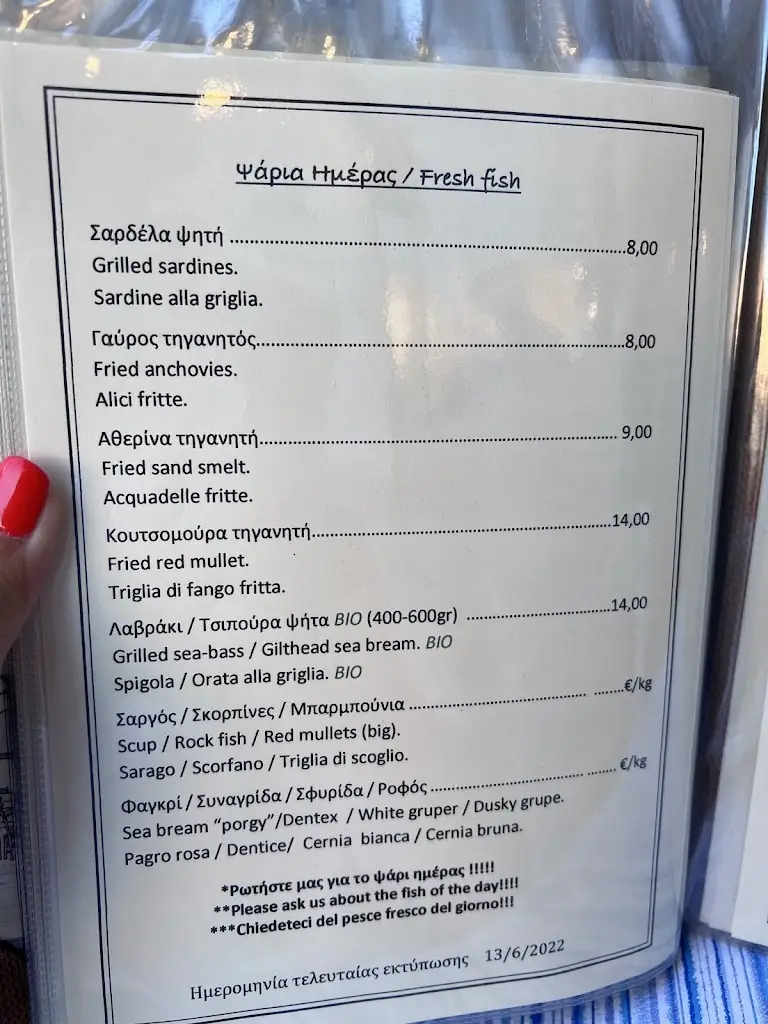 Ψάρια Ημέρας / Fresh fish
Σαρδέλα ψητή ........................................................................8,00
Grilled sardines.
Sardine alla griglia.
Γαύρος τηγανητός....................................................................8,00
Fried anchovies.
Alici fritte.
Αθερίνα τηγανητή.................................................................... 9,00
Fried sand smelt.
Acquadelle fritte.
Κουτσομούρα τηγανητή........................................................14,00
Fried red mullet.
Triglia di fango fritta.
Λαβράκι / Τσιπούρα ψήτα BIO (400-600gr) ...........................14,00
Grilled sea-bass / Gilthead sea bream. BIO
Spigola / Orata alla griglia. BIO
Σαργός / Σκορπίνες / Μπαρμπούνια ................................. .......€/kg
Scup / Rock fish / Red mullets (big).
Sarago / Scorfano / Triglia di scoglio.
Φαγκρί / Συναγρίδα / Σφυρίδα / Ροφός ............................. ....... €/kg
Sea bream “porgy”/Dentex / White gruper / Dusky grupe.
Pagro rosa / Dentice/ Cernia bianca / Cernia bruna.
*Ρωτήστε μας για το ψάρι ημέρας !!!!!
**Please ask us about the fish of the day!!!!
***Chiedeteci del pesce fresco del giorno!!!
Ημερομηνία τελευταίας εκτύπωσης 13/6/2022